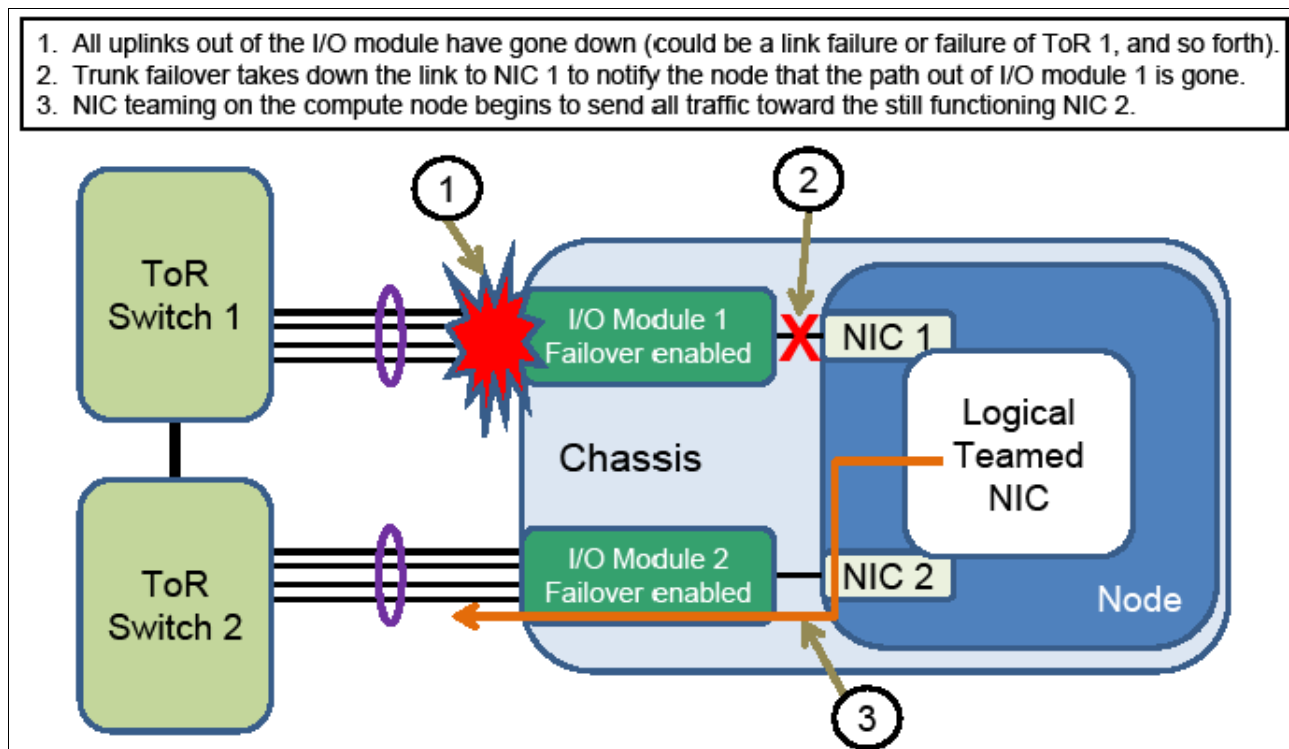 1. All uplinks out of the I/O module have gone down (could be a link failure or failure of ToR 1, and so forth).
2. Trunk failover takes down the link to NIC 1 to notify the node that the path out of I/O module 1 is gone.
3. NIC teaming on the compute node begins to send all traffic toward the still functioning NIC 2.
1
2
ToR
Switch 1
I/O Module 1
Failover enabled
X
NIC 1
Logical
Teamed
NIC
Chassis
ToR
Switch 2
I/O Module 2
Failover enabled
NIC 2
Node
3